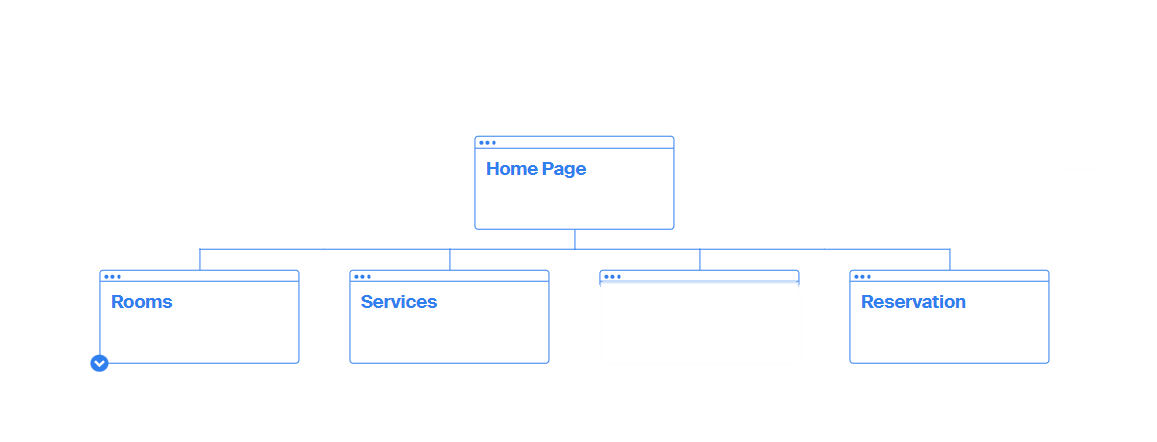 Home Page
Rooms
Services
Reservation